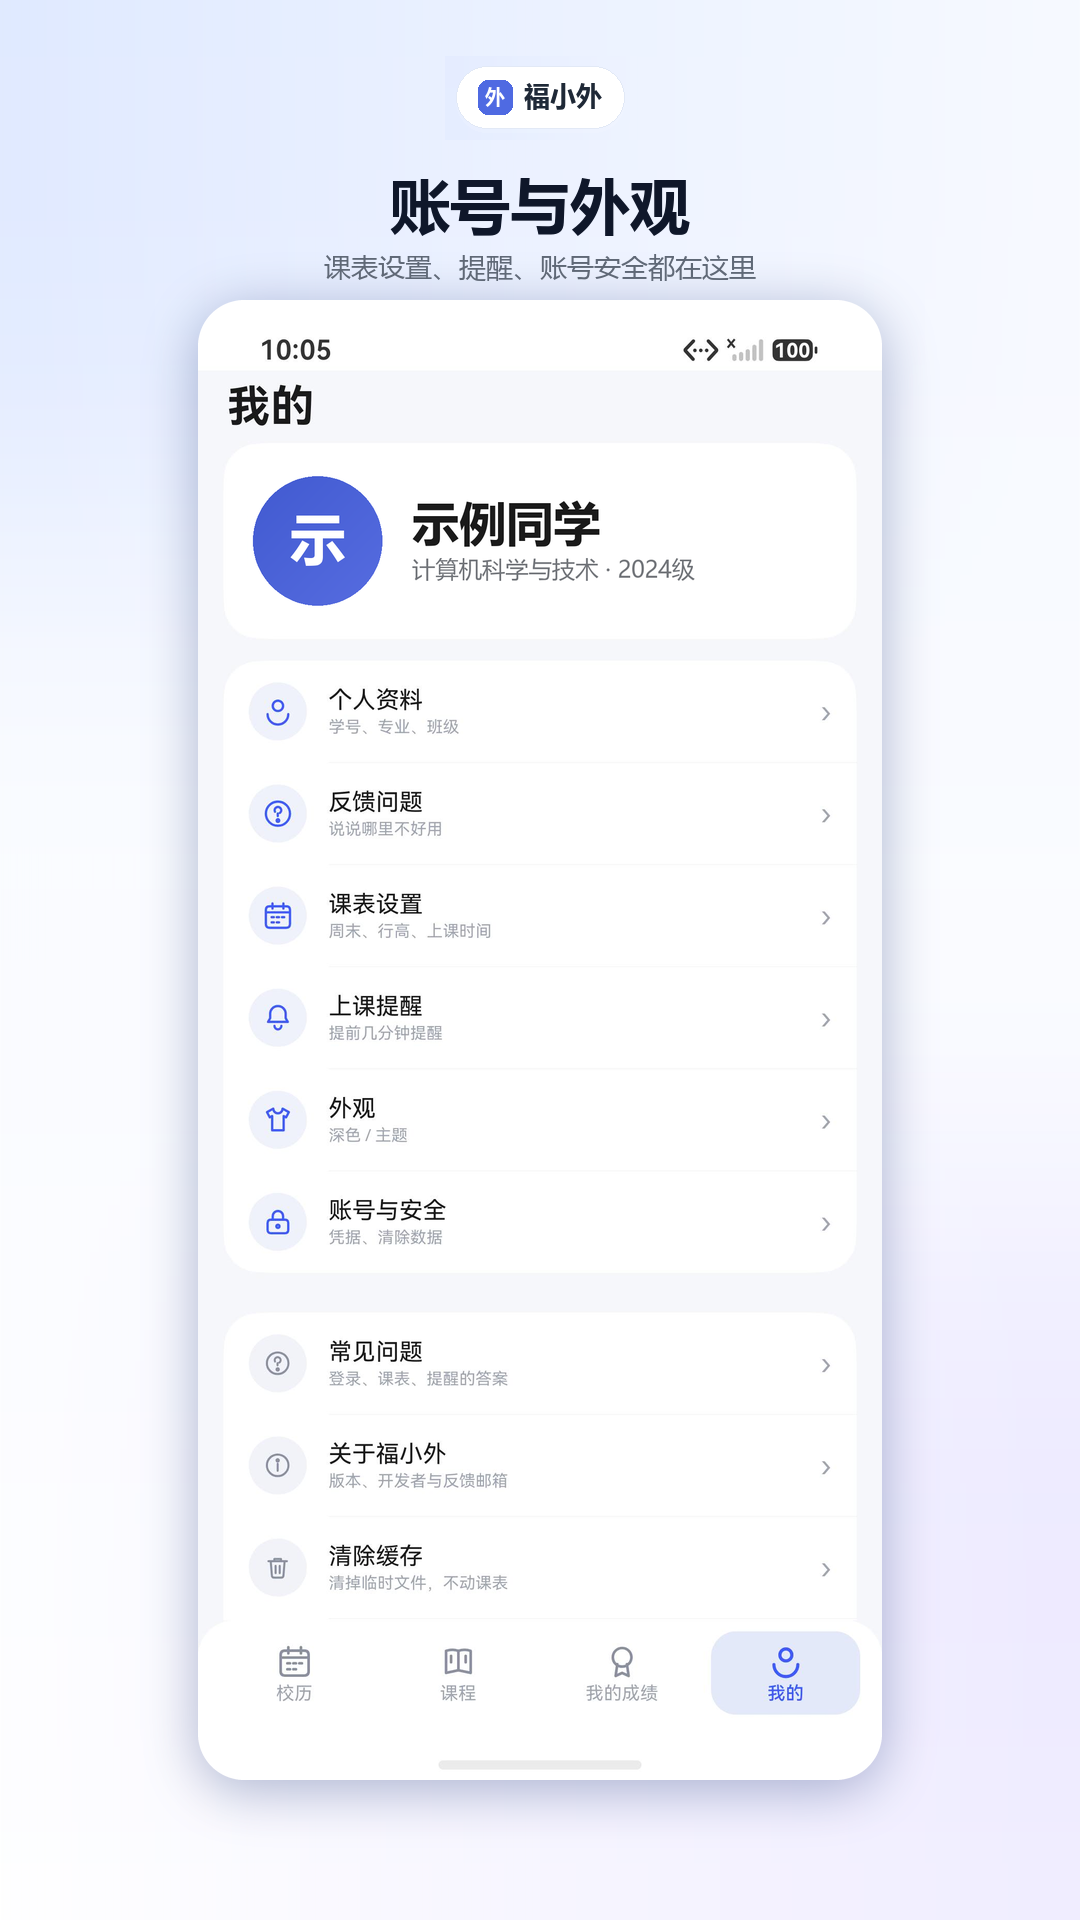 外 福小外
账号与外观
课表设置、提醒、账号安全都在这里
10:05
100
我的
示
示例同学
计算机科学与技术 · 2024级
个人资料
学号、专业、班级
反馈问题
说说哪里不好用
课表设置
周末、行高、上课时间
上课提醒
提前几分钟提醒
外观
深色 / 主题
账号与安全
凭据、清除数据
常见问题
登录、课表、提醒的答案
关于福小外
版本、开发者与反馈邮箱
清除缓存
清掉临时文件，不动课表
校历 课程 我的成绩 我的